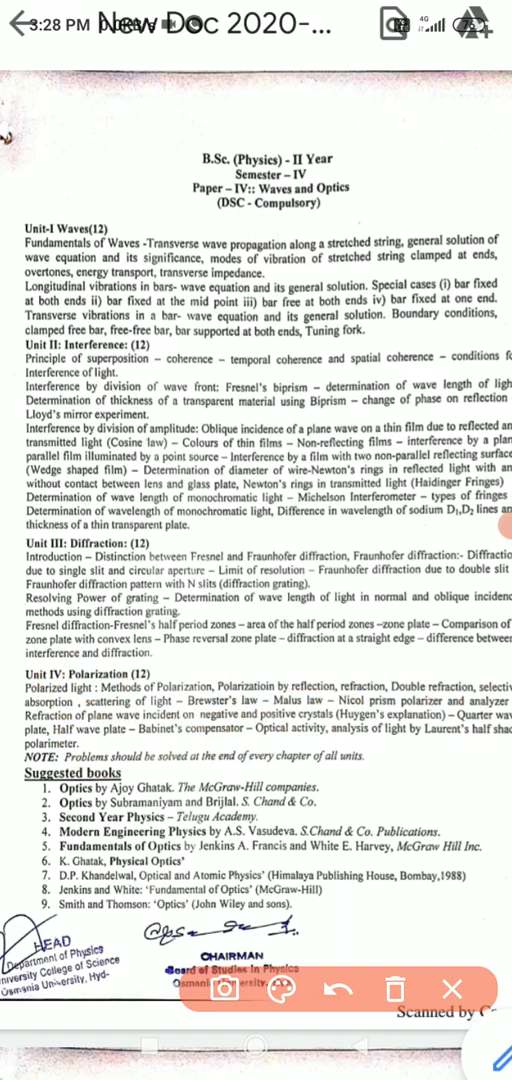 3:28 PM
New Doc 2020-...
4G
76
B.Sc. (Physics) - II Year
Semester – IV
Paper – IV:: Waves and Optics
(DSC - Compulsory)
Unit-I Waves(12)
Fundamentals of Waves -Transverse wave propagation along a stretched string, general solution of
wave equation and its significance, modes of vibration of stretched string clamped at ends,
overtones, energy transport, transverse impedance.
Longitudinal vibrations in bars- wave equation and its general solution. Special cases (i) bar fixed
at both ends ii) bar fixed at the mid point iii) bar free at both ends iv) bar fixed at one end.
Transverse vibrations in a bar- wave equation and its general solution. Boundary conditions,
clamped free bar, free-free bar, bar supported at both ends, Tuning fork.
Unit II: Interference: (12)
Principle of superposition – coherence – temporal coherence and spatial coherence – conditions fo
Interference of light.
Interference by division of wave front: Fresnel's biprism – determination of wave length of ligh
Determination of thickness of a transparent material using Biprism – change of phase on reflection
Lloyd's mirror experiment.
Interference by division of amplitude: Oblique incidence of a plane wave on a thin film due to reflected an
transmitted light (Cosine law) – Colours of thin films – Non-reflecting films – interference by a plan
parallel film illuminated by a point source – Interference by a film with two non-parallel reflecting surface
(Wedge shaped film) – Determination of diameter of wire-Newton's rings in reflected light with an
without contact between lens and glass plate, Newton's rings in transmitted light (Haidinger Fringes)
Determination of wave length of monochromatic light – Michelson Interferometer – types of fringes
Determination of wavelength of monochromatic light, Difference in wavelength of sodium D₁,D₂ lines an
thickness of a thin transparent plate.
Unit III: Diffraction: (12)
Introduction – Distinction between Fresnel and Fraunhofer diffraction, Fraunhofer diffraction:- Diffractio
due to single slit and circular aperture – Limit of resolution – Fraunhofer diffraction due to double slit
Fraunhofer diffraction pattern with N slits (diffraction grating).
Resolving Power of grating – Determination of wave length of light in normal and oblique incidenc
methods using diffraction grating.
Fresnel diffraction-Fresnel's half period zones – area of the half period zones –zone plate – Comparison of
zone plate with convex lens – Phase reversal zone plate – diffraction at a straight edge – difference between
interference and diffraction.
Unit IV: Polarization (12)
Polarized light : Methods of Polarization, Polarizatioin by reflection, refraction, Double refraction, selectiv
absorption , scattering of light – Brewster's law – Malus law – Nicol prism polarizer and analyzer
Refraction of plane wave incident on negative and positive crystals (Huygen's explanation) – Quarter wav
plate, Half wave plate – Babinet's compensator – Optical activity, analysis of light by Laurent's half shad
polarimeter.
NOTE: Problems should be solved at the end of every chapter of all units.
Suggested books
1. Optics by Ajoy Ghatak. The McGraw-Hill companies.
2. Optics by Subramaniyam and Brijlal. S. Chand & Co.
3. Second Year Physics – Telugu Academy.
4. Modern Engineering Physics by A.S. Vasudeva. S.Chand & Co. Publications.
5. Fundamentals of Optics by Jenkins A. Francis and White E. Harvey, McGraw Hill Inc.
6. K. Ghatak, Physical Optics'
7. D.P. Khandelwal, Optical and Atomic Physics' (Himalaya Publishing House, Bombay,1988)
8. Jenkins and White: 'Fundamental of Optics' (McGraw-Hill)
9. Smith and Thomson: 'Optics' (John Wiley and sons).
HEAD
Department of Physics
niversity College of Science
Osmania University, Hyd-
CHAIRMAN
Board of Studies in Physics
Scanned by C